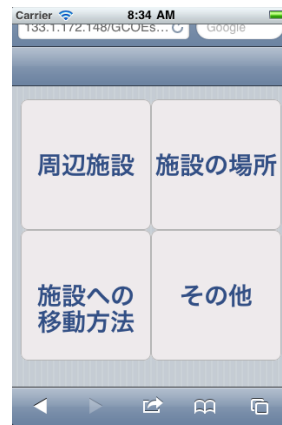 Carrier 8:34 AM
133.1.172.148/GCOEs... Google
周辺施設 施設の場所
施設への その他
移動方法